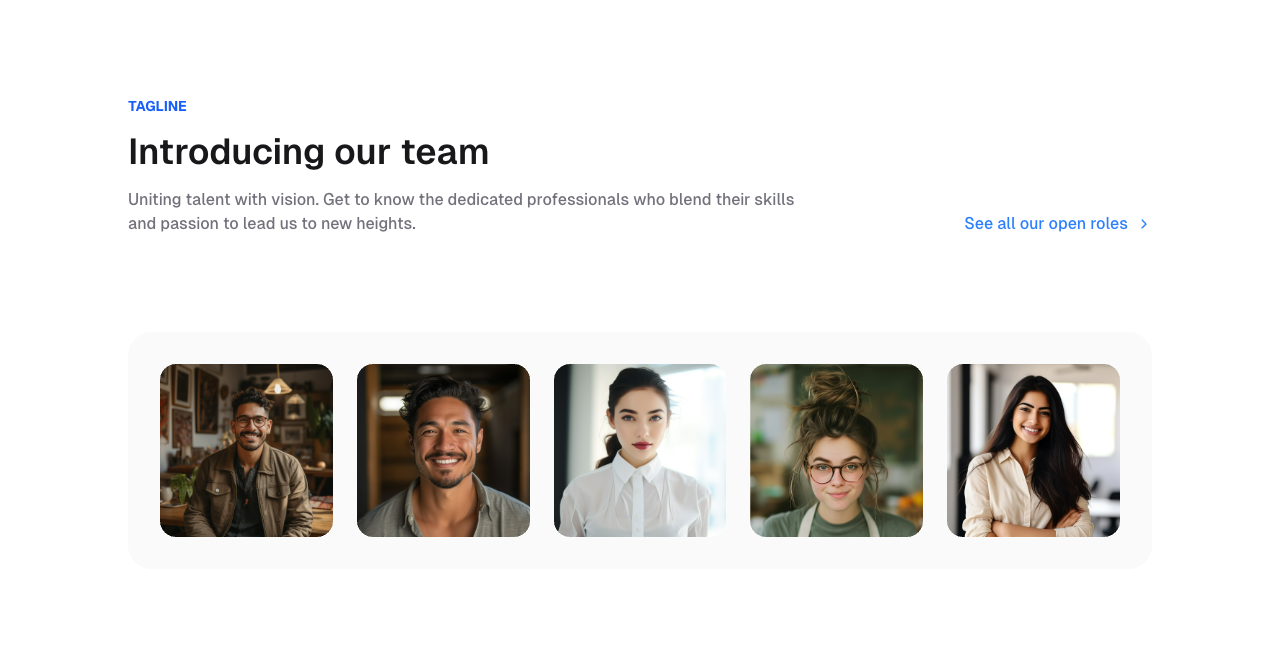 TAGLINE
Introducing our team
Uniting talent with vision. Get to know the dedicated professionals who blend their skills
and passion to lead us to new heights.
See all our open roles